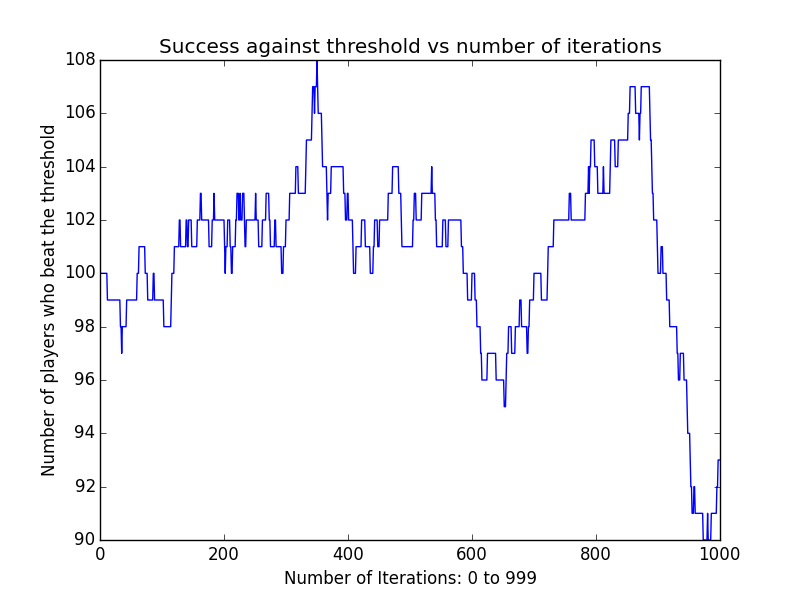 Success against threshold vs number of iterations
108
106
104
102
100
98
96
94
92
90
Number of players who beat the threshold
0 200 400 600 800 1000
Number of Iterations: 0 to 999